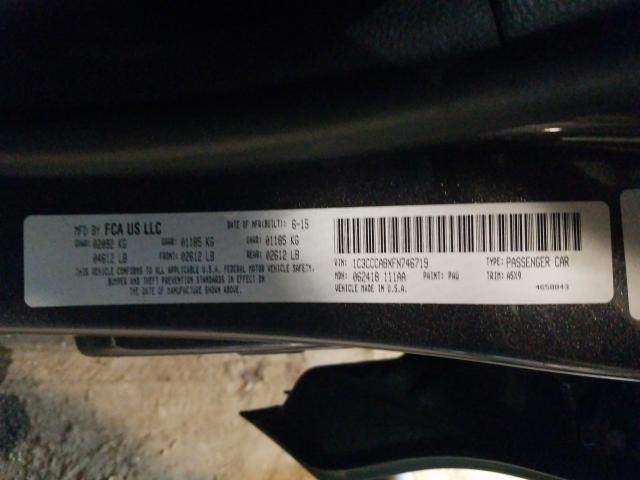 MFD BY FCA US LLC DATE OF MFR(BUILT): 6-15
GVWR: 02092 KG GAWR: 01185 KG GAWR: 01185 KG
04612 LB FRONT: 02612 LB REAR: 02612 LB
THIS VEHICLE CONFORMS TO ALL APPLICABLE U.S.A. FEDERAL MOTOR VEHICLE SAFETY,
BUMPER AND THEFT PREVENTION STANDARDS IN EFFECT ON
THE DATE OF MANUFACTURE SHOWN ABOVE.
VIN: 1C3CCCABXFN746719 TYPE: PASSENGER CAR
MDH: 062418 111AA PAINT: PAU TRIM: A5X9
VEHICLE MADE IN U.S.A. 4650843